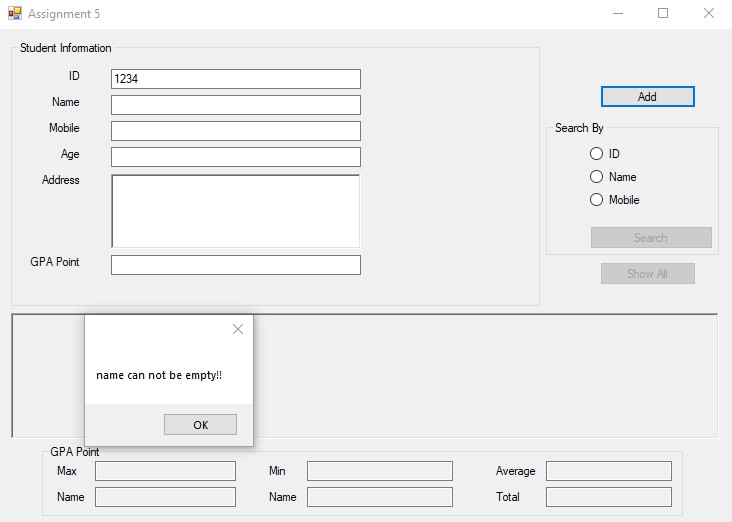 Assignment 5
Student Information
ID 1234
Name
Mobile
Age
Address
GPA Point
Add
Search By
ID
Name
Mobile
Search
Show All
name can not be empty!!
OK
GPA Point
Max Min Average
Name Name Total